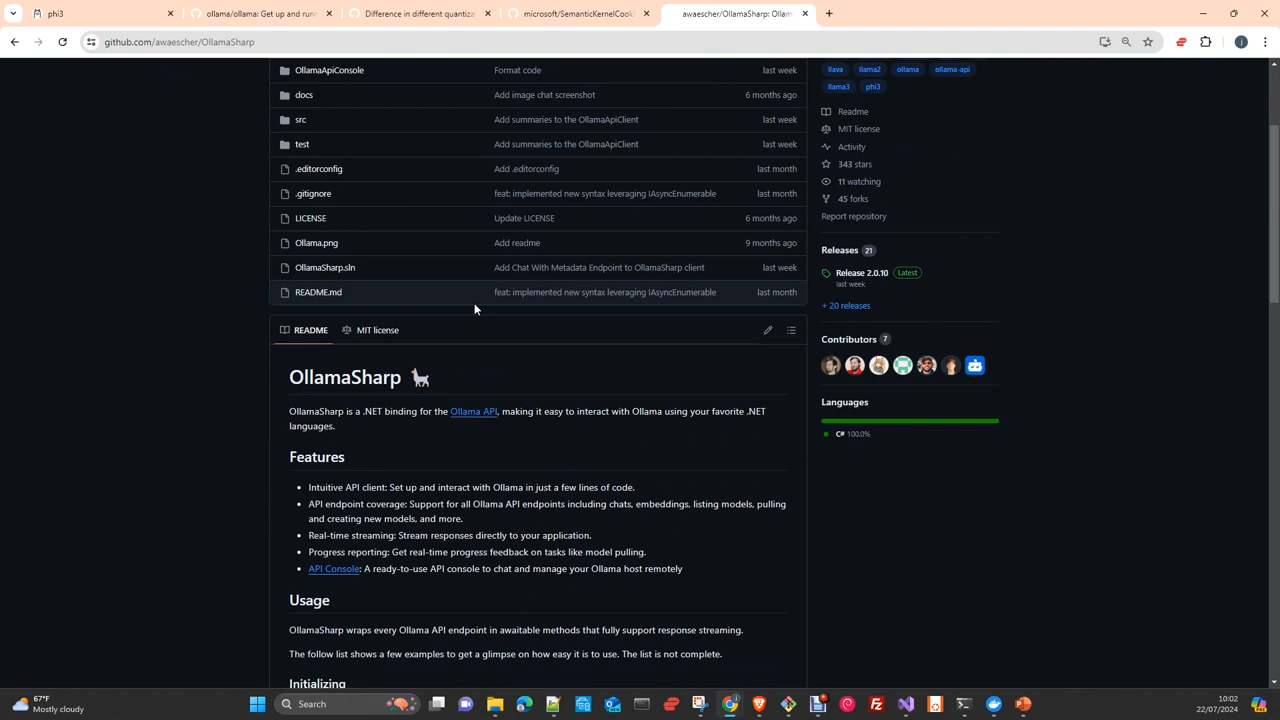 phi3
ollama/ollama: Get up and runn
Difference in different quantiza
microsoft/SemanticKernelCookl
awaescher/OllamaSharp: Ollam
github.com/awaescher/OllamaSharp
OllamaApiConsole Format code last week
docs Add image chat screenshot 6 months ago
src Add summaries to the OllamaApiClient last week
test Add summaries to the OllamaApiClient last week
.editorconfig Add .editorconfig last month
.gitignore feat: implemented new syntax leveraging IAsyncEnumerable last month
LICENSE Update LICENSE 6 months ago
Ollama.png Add readme 9 months ago
OllamaSharp.sln Add Chat With Metadata Endpoint to OllamaSharp client last week
README.md feat: implemented new syntax leveraging IAsyncEnumerable last month
README MIT license
OllamaSharp
OllamaSharp is a .NET binding for the Ollama API, making it easy to interact with Ollama using your favorite .NET
languages.
Features
• Intuitive API client: Set up and interact with Ollama in just a few lines of code.
• API endpoint coverage: Support for all Ollama API endpoints including chats, embeddings, listing models, pulling
and creating new models, and more.
• Real-time streaming: Stream responses directly to your application.
• Progress reporting: Get real-time progress feedback on tasks like model pulling.
• API Console: A ready-to-use API console to chat and manage your Ollama host remotely
Usage
OllamaSharp wraps every Ollama API endpoint in awaitable methods that fully support response streaming.
The follow list shows a few examples to get a glimpse on how easy it is to use. The list is not complete.
Initializing
llava llama2 ollama ollama-api
llama3 phi3
Readme
MIT license
Activity
343 stars
11 watching
45 forks
Report repository
Releases 21
Release 2.0.10 Latest
last week
+ 20 releases
Contributors 7
Languages
C# 100.0%
67°F
Mostly cloudy
Search
10:02
22/07/2024